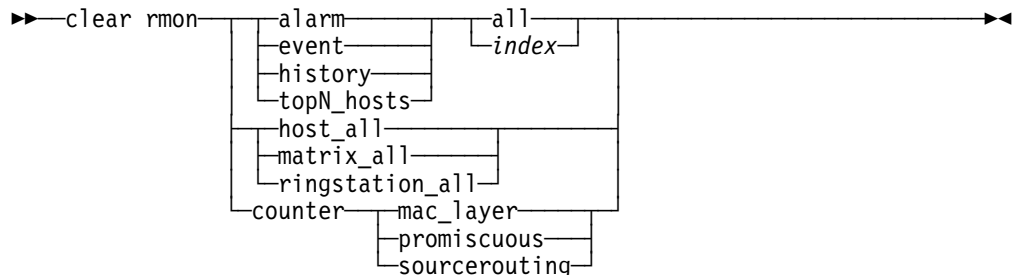 clear rmon alarm all
event index
history
topN_hosts
host_all
matrix_all
ringstation_all
counter mac_layer
promiscuous
sourcerouting